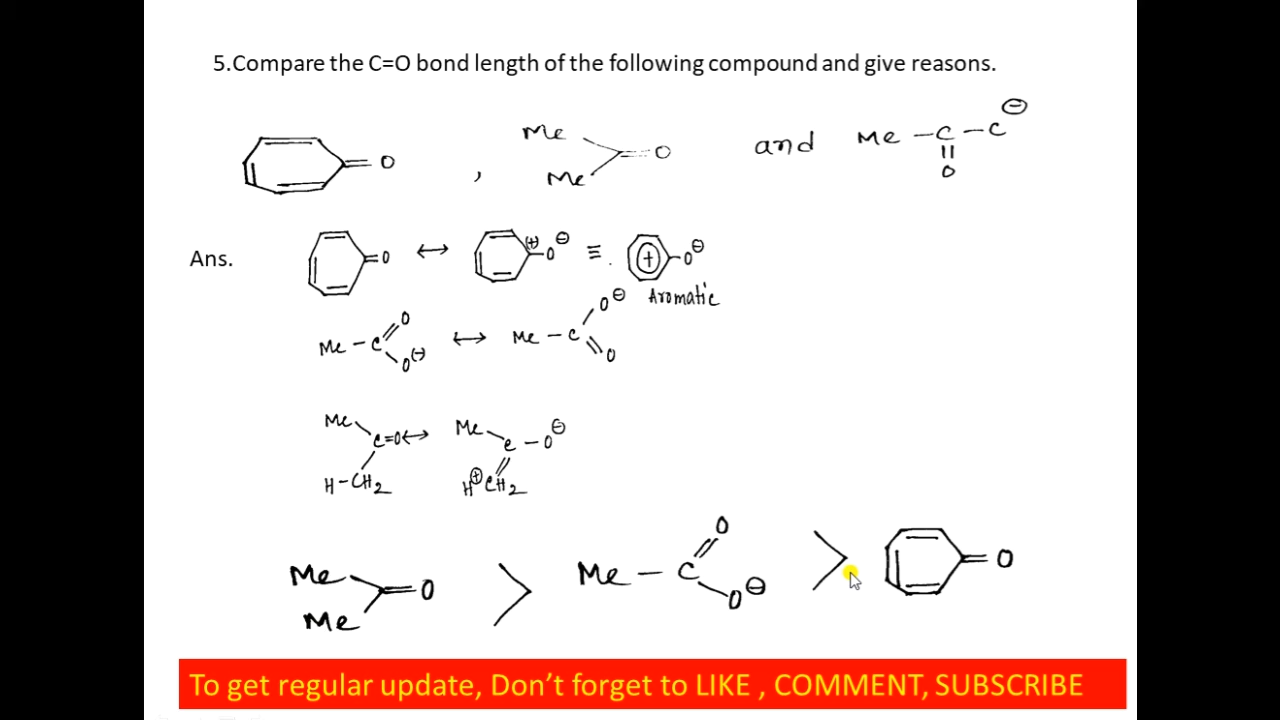 5.Compare the C=O bond length of the following compound and give reasons.
=O , Me Me =O and Me - C - C ⊖
|| O
Ans. =O ↔ (+) -O ⊖ ≡ . + -O ⊖
Aromatic
Me - C O O (-) ↔ Me - C O ⊖ O
Me C=O ↔ Me C - O ⊖
H-CH2 H ⊕ CH2
Me Me =O > Me - C O O ⊖ > =O
To get regular update, Don't forget to LIKE , COMMENT, SUBSCRIBE